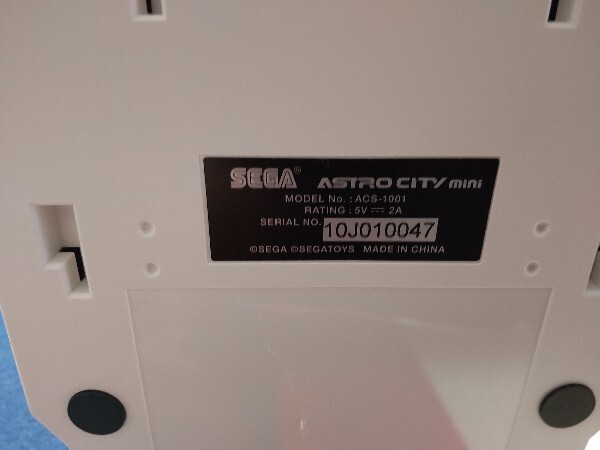 SEGA® ASTRO CITY mini
MODEL No. : ACS-1001
RATING : 5V ⎓ 2A
SERIAL NO. 10J010047
©SEGA ©SEGATOYS MADE IN CHINA